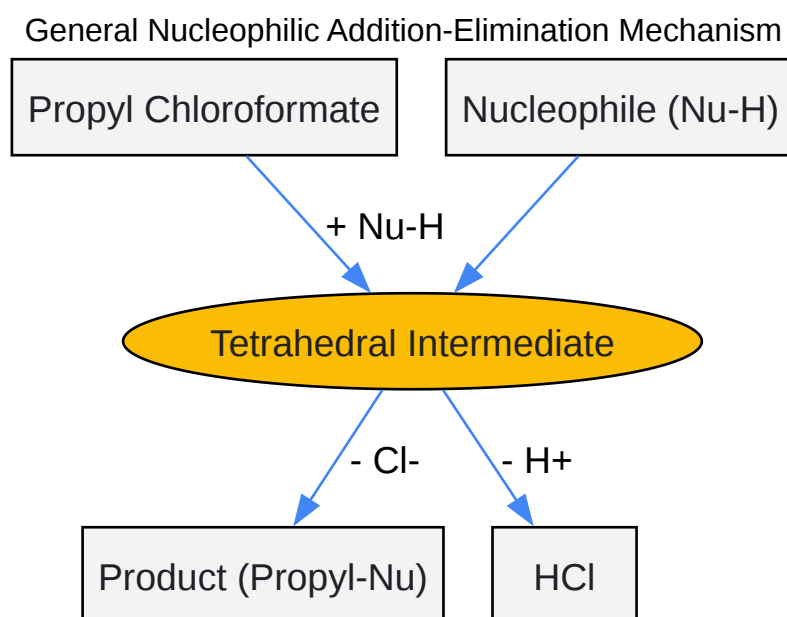 General Nucleophilic Addition-Elimination Mechanism
Propyl Chloroformate
Nucleophile (Nu-H)
+ Nu-H
Tetrahedral Intermediate
- Cl-
- H+
Product (Propyl-Nu)
HCl